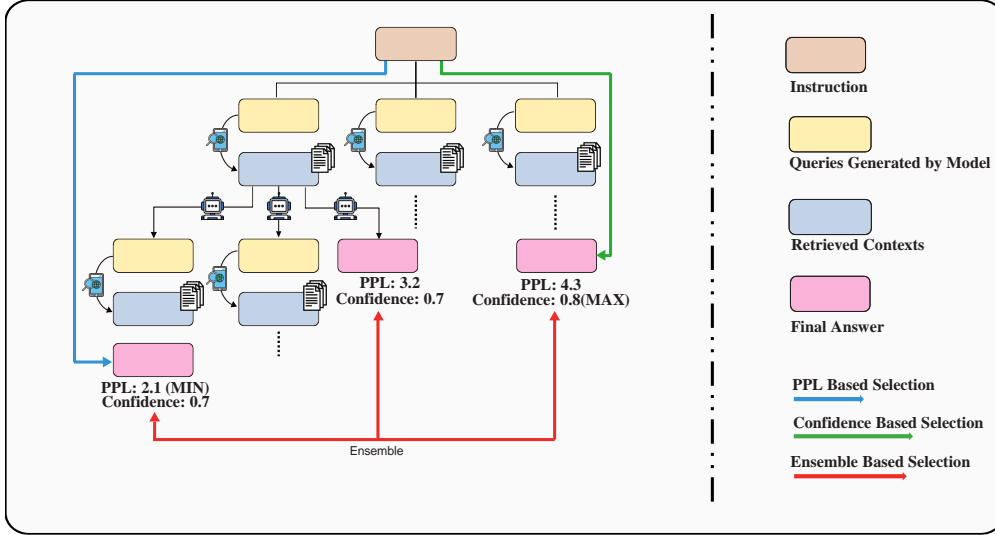 PPL: 3.2
Confidence: 0.7
PPL: 4.3
Confidence: 0.8(MAX)
PPL: 2.1 (MIN)
Confidence: 0.7
Ensemble
Instruction
Queries Generated by Model
Retrieved Contexts
Final Answer
PPL Based Selection
Confidence Based Selection
Ensemble Based Selection